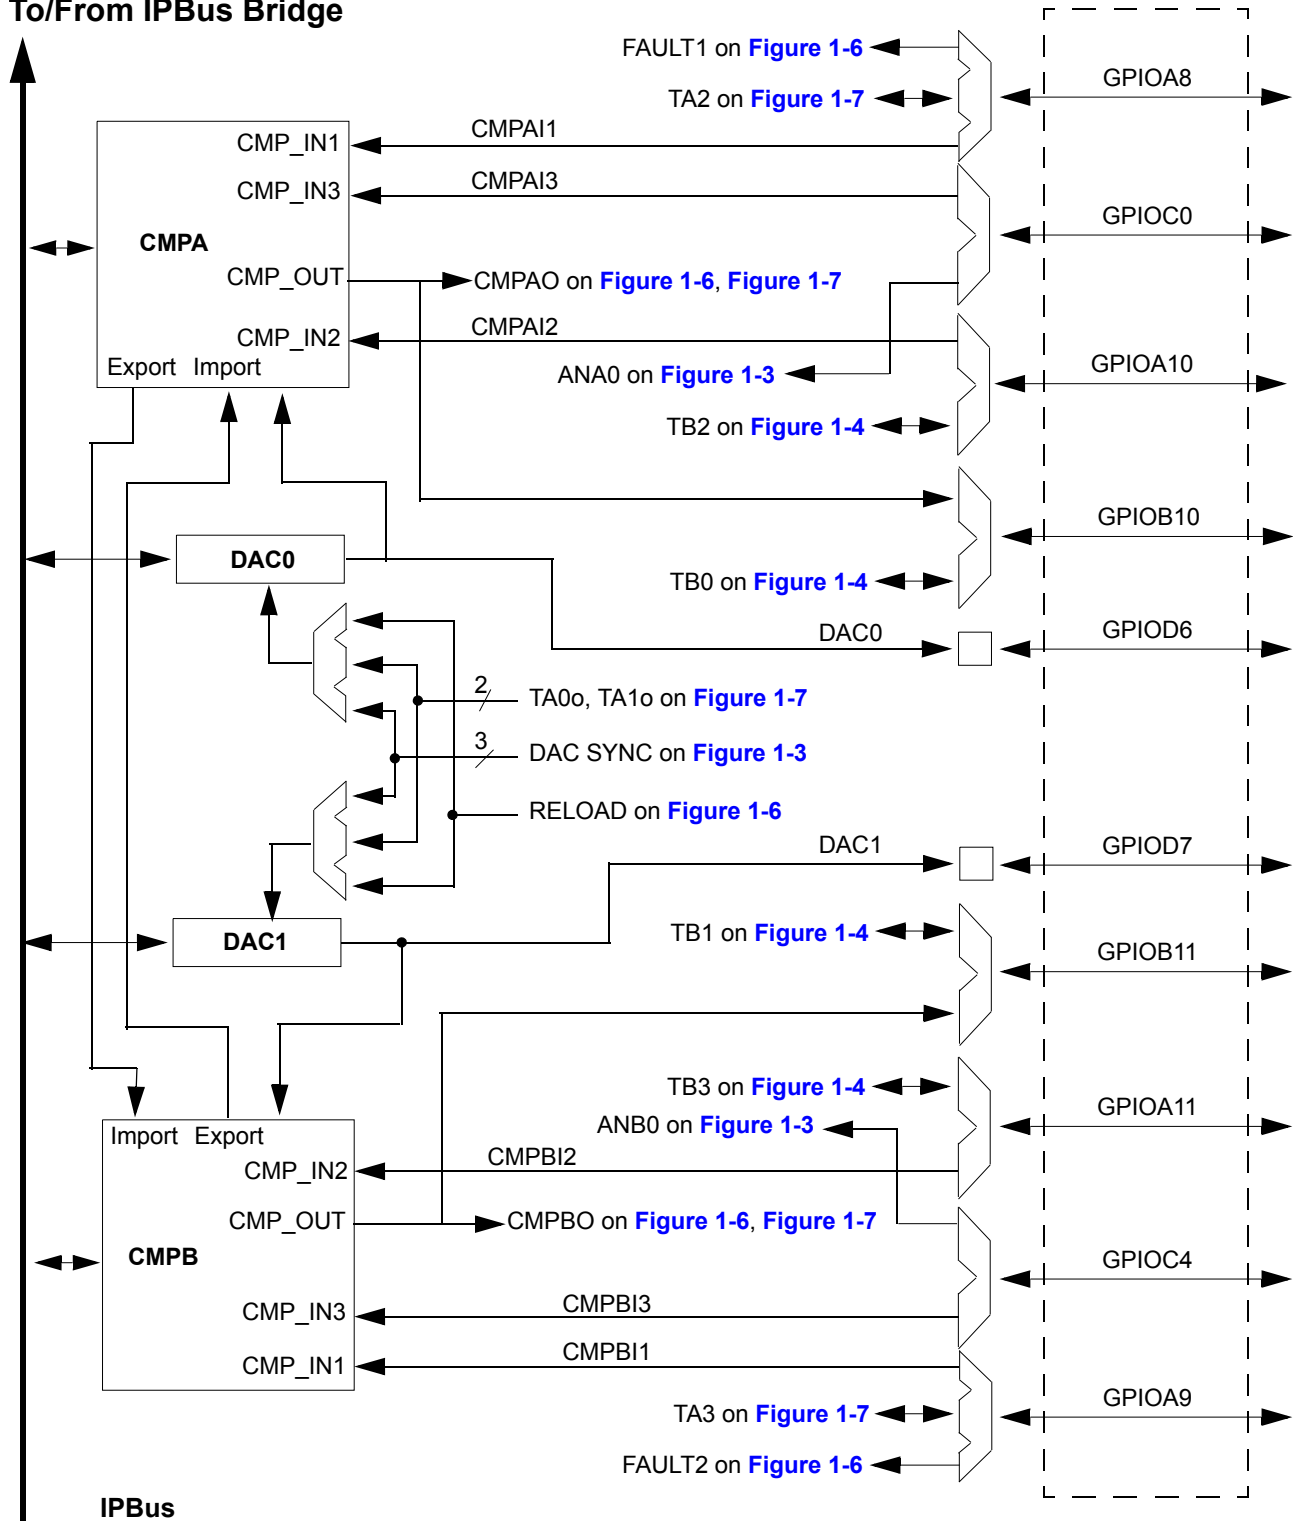 To/From IPBus Bridge
FAULT1 on Figure 1-6
GPIOA8
TA2 on Figure 1-7
CMPAI1
CMP_IN1
CMPAI3
CMP_IN3
GPIOC0
CMPA
CMP_OUT
CMPAO on Figure 1-6, Figure 1-7
CMPAI2
CMP_IN2
Export Import
ANA0 on Figure 1-3
GPIOA10
TB2 on Figure 1-4
GPIOB10
DAC0
TB0 on Figure 1-4
DAC0
GPIOD6
2
TA0o, TA1o on Figure 1-7
3
DAC SYNC on Figure 1-3
RELOAD on Figure 1-6
DAC1
GPIOD7
TB1 on Figure 1-4
DAC1
GPIOB11
TB3 on Figure 1-4
GPIOA11
ANB0 on Figure 1-3
Import Export
CMPBI2
CMP_IN2
CMP_OUT
CMPBO on Figure 1-6, Figure 1-7
CMPB
GPIOC4
CMPBI3
CMP_IN3
CMPBI1
CMP_IN1
GPIOA9
TA3 on Figure 1-7
FAULT2 on Figure 1-6
IPBus